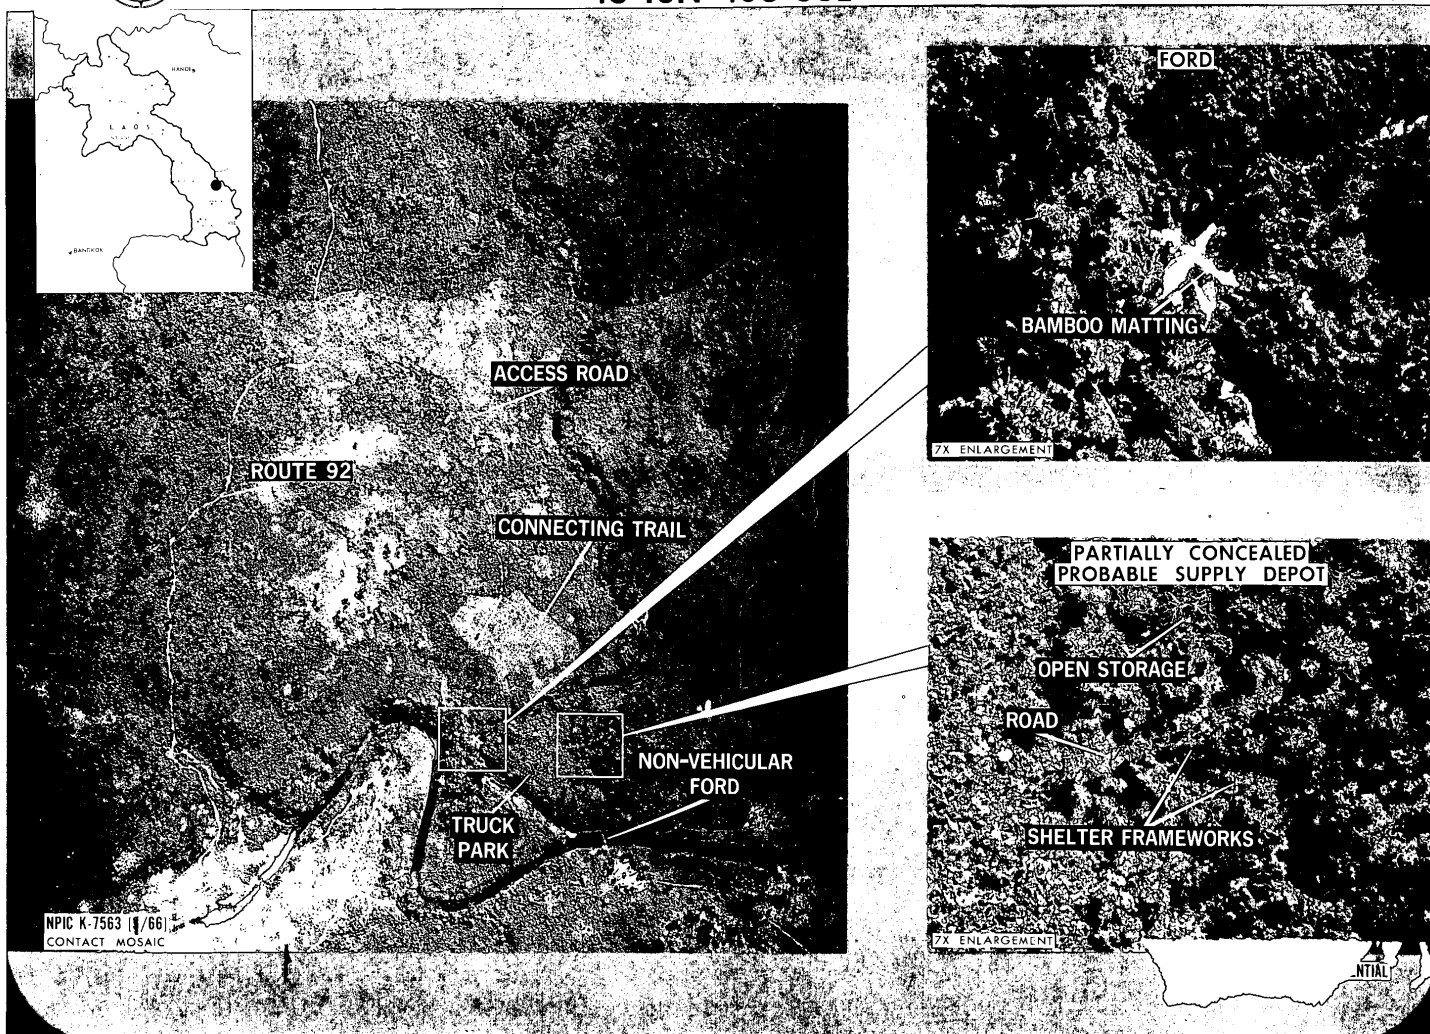 HANOI
LAOS
BANGKOK
FORD
BAMBOO MATTING
7X ENLARGEMENT
ACCESS ROAD
ROUTE 92
CONNECTING TRAIL
PARTIALLY CONCEALED
PROBABLE SUPPLY DEPOT
OPEN STORAGE
ROAD
SHELTER FRAMEWORKS
7X ENLARGEMENT
NON-VEHICULAR
FORD
TRUCK
PARK
NPIC K-7563
CONTACT MOSAIC
NTIAL